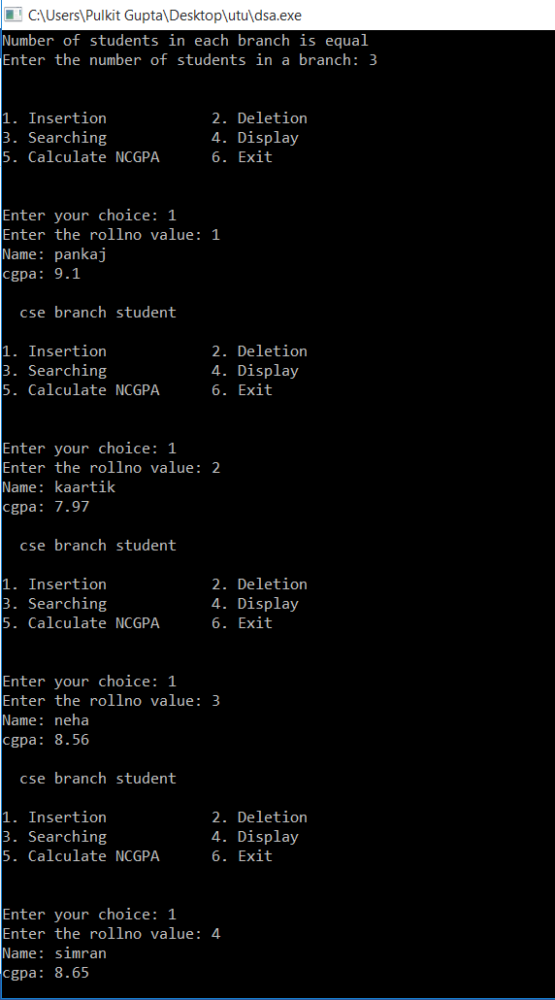 C:\Users\Pulkit Gupta\Desktop\utu\dsa.exe
Number of students in each branch is equal
Enter the number of students in a branch: 3
1. Insertion            2. Deletion
3. Searching            4. Display
5. Calculate NCGPA      6. Exit
Enter your choice: 1
Enter the rollno value: 1
Name: pankaj
cgpa: 9.1
  cse branch student
1. Insertion            2. Deletion
3. Searching            4. Display
5. Calculate NCGPA      6. Exit
Enter your choice: 1
Enter the rollno value: 2
Name: kaartik
cgpa: 7.97
  cse branch student
1. Insertion            2. Deletion
3. Searching            4. Display
5. Calculate NCGPA      6. Exit
Enter your choice: 1
Enter the rollno value: 3
Name: neha
cgpa: 8.56
  cse branch student
1. Insertion            2. Deletion
3. Searching            4. Display
5. Calculate NCGPA      6. Exit
Enter your choice: 1
Enter the rollno value: 4
Name: simran
cgpa: 8.65